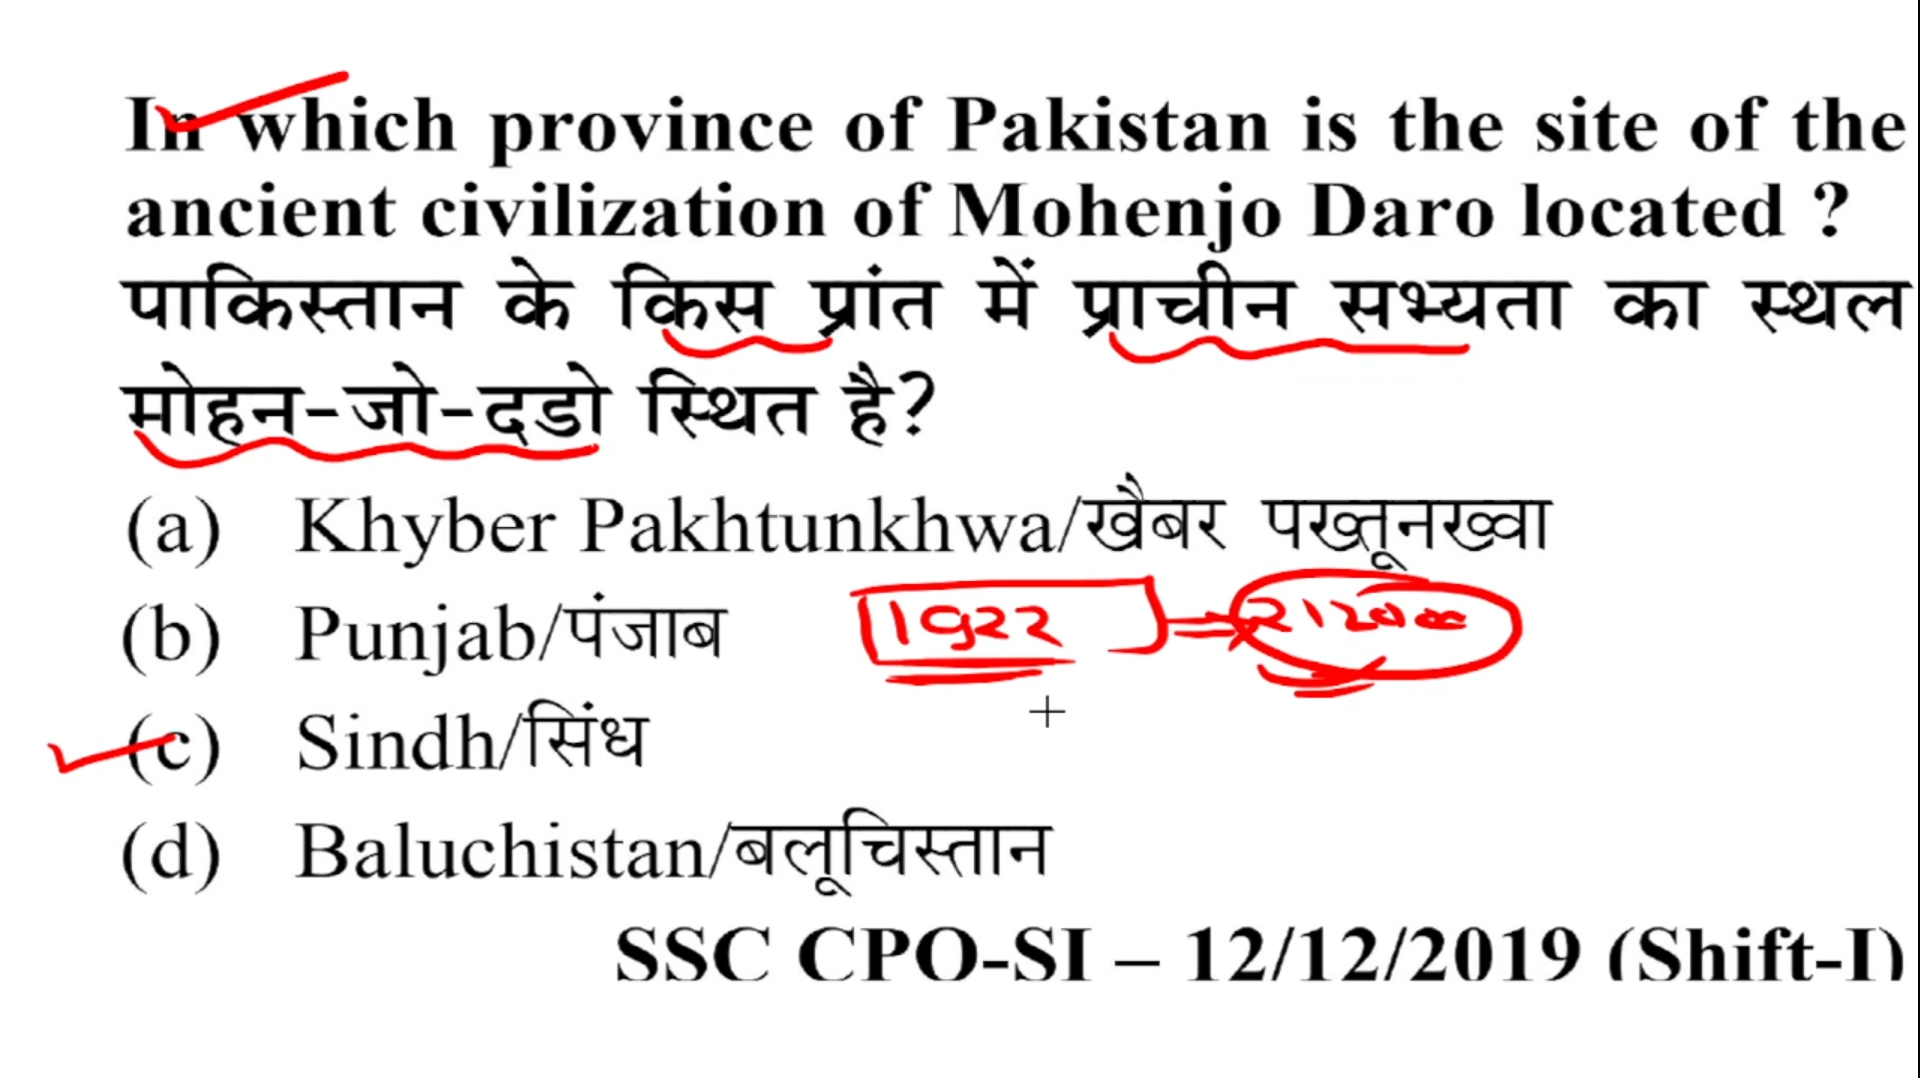 In which province of Pakistan is the site of the
ancient civilization of Mohenjo Daro located ?
पाकिस्तान के किस प्रांत में प्राचीन सभ्यता का स्थल
मोहन-जो-दडो स्थित है?
(a) Khyber Pakhtunkhwa/खैबर पख्तूनख्वा
(b) Punjab/पंजाब 1922
(c) Sindh/सिंध
(d) Baluchistan/बलूचिस्तान
SSC CPO-SI – 12/12/2019 (Shift-I)